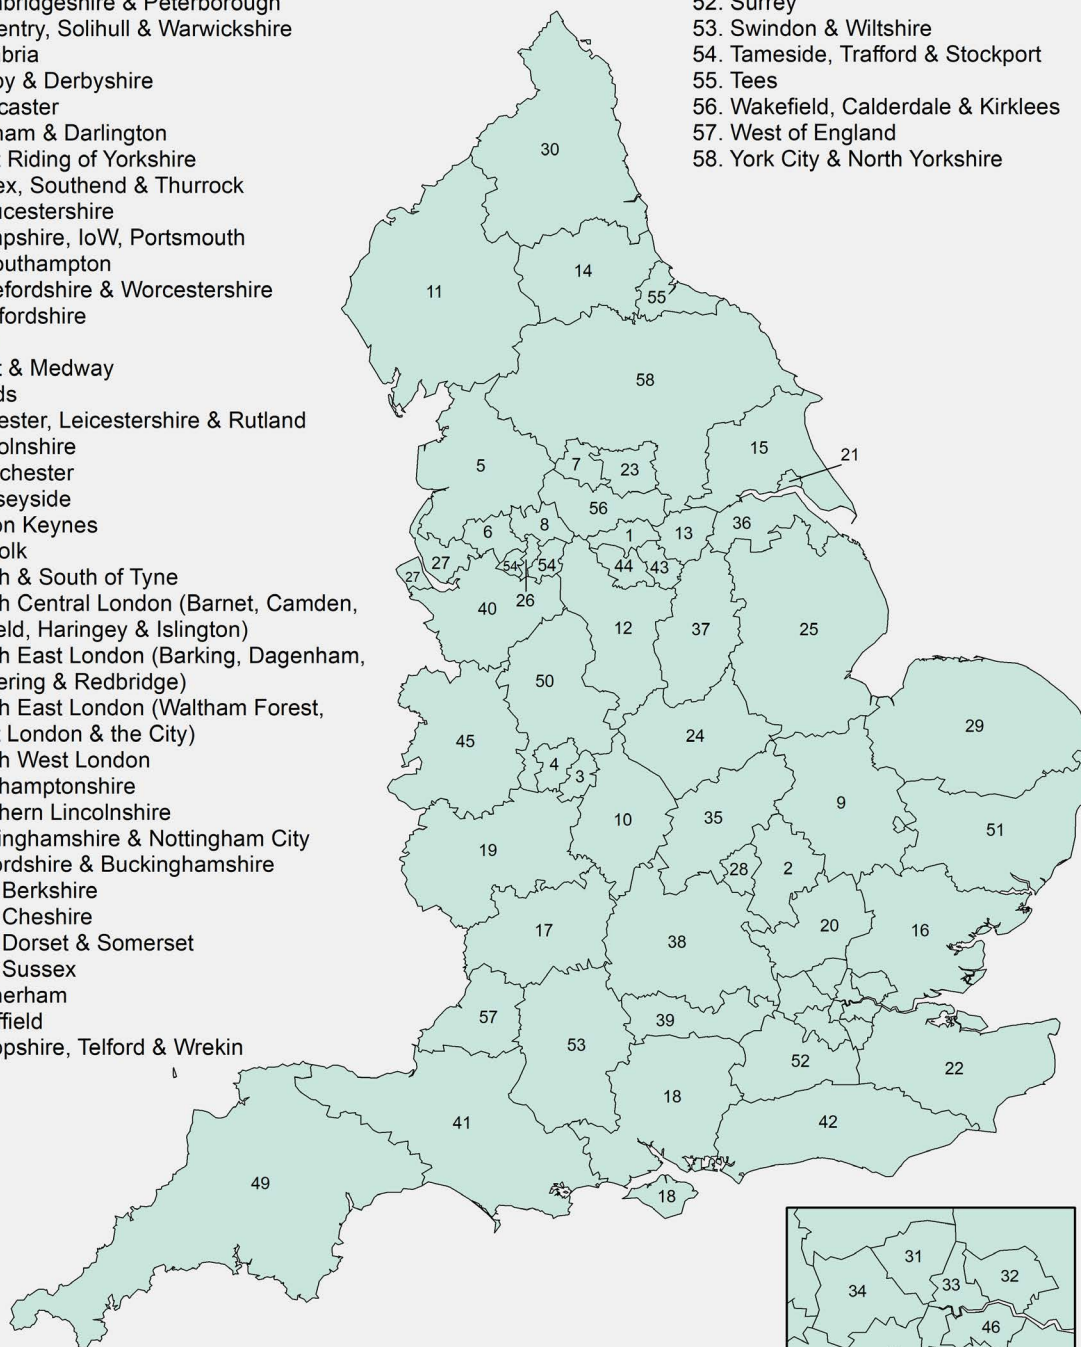 bridgeshire & Peterborough
entry, Solihull & Warwickshire
bria
by & Derbyshire
caster
ham & Darlington
Riding of Yorkshire
ex, Southend & Thurrock
ucestershire
pshire, IoW, Portsmouth
outhampton
efordshire & Worcestershire
fordshire
& Medway
ds
ester, Leicestershire & Rutland
olnshire
chester
seyside
on Keynes
olk
h & South of Tyne
h Central London (Barnet, Camden,
eld, Haringey & Islington)
h East London (Barking, Dagenham,
ering & Redbridge)
h East London (Waltham Forest,
London & the City)
h West London
hamptonshire
hern Lincolnshire
inghamshire & Nottingham City
ordshire & Buckinghamshire
Berkshire
Cheshire
Dorset & Somerset
Sussex
herham
ffield
opshire, Telford & Wrekin
52. Surrey
53. Swindon & Wiltshire
54. Tameside, Trafford & Stockport
55. Tees
56. Wakefield, Calderdale & Kirklees
57. West of England
58. York City & North Yorkshire
30
14
11
55
58
15
21
5
7
23
56
6
8
1
13
36
27
27
54
54
44
43
26
40
12
37
25
50
45
24
29
4
3
9
10
35
51
19
28
2
17
38
20
16
57
39
53
52
22
18
41
42
49
18
31
34
33
32
46